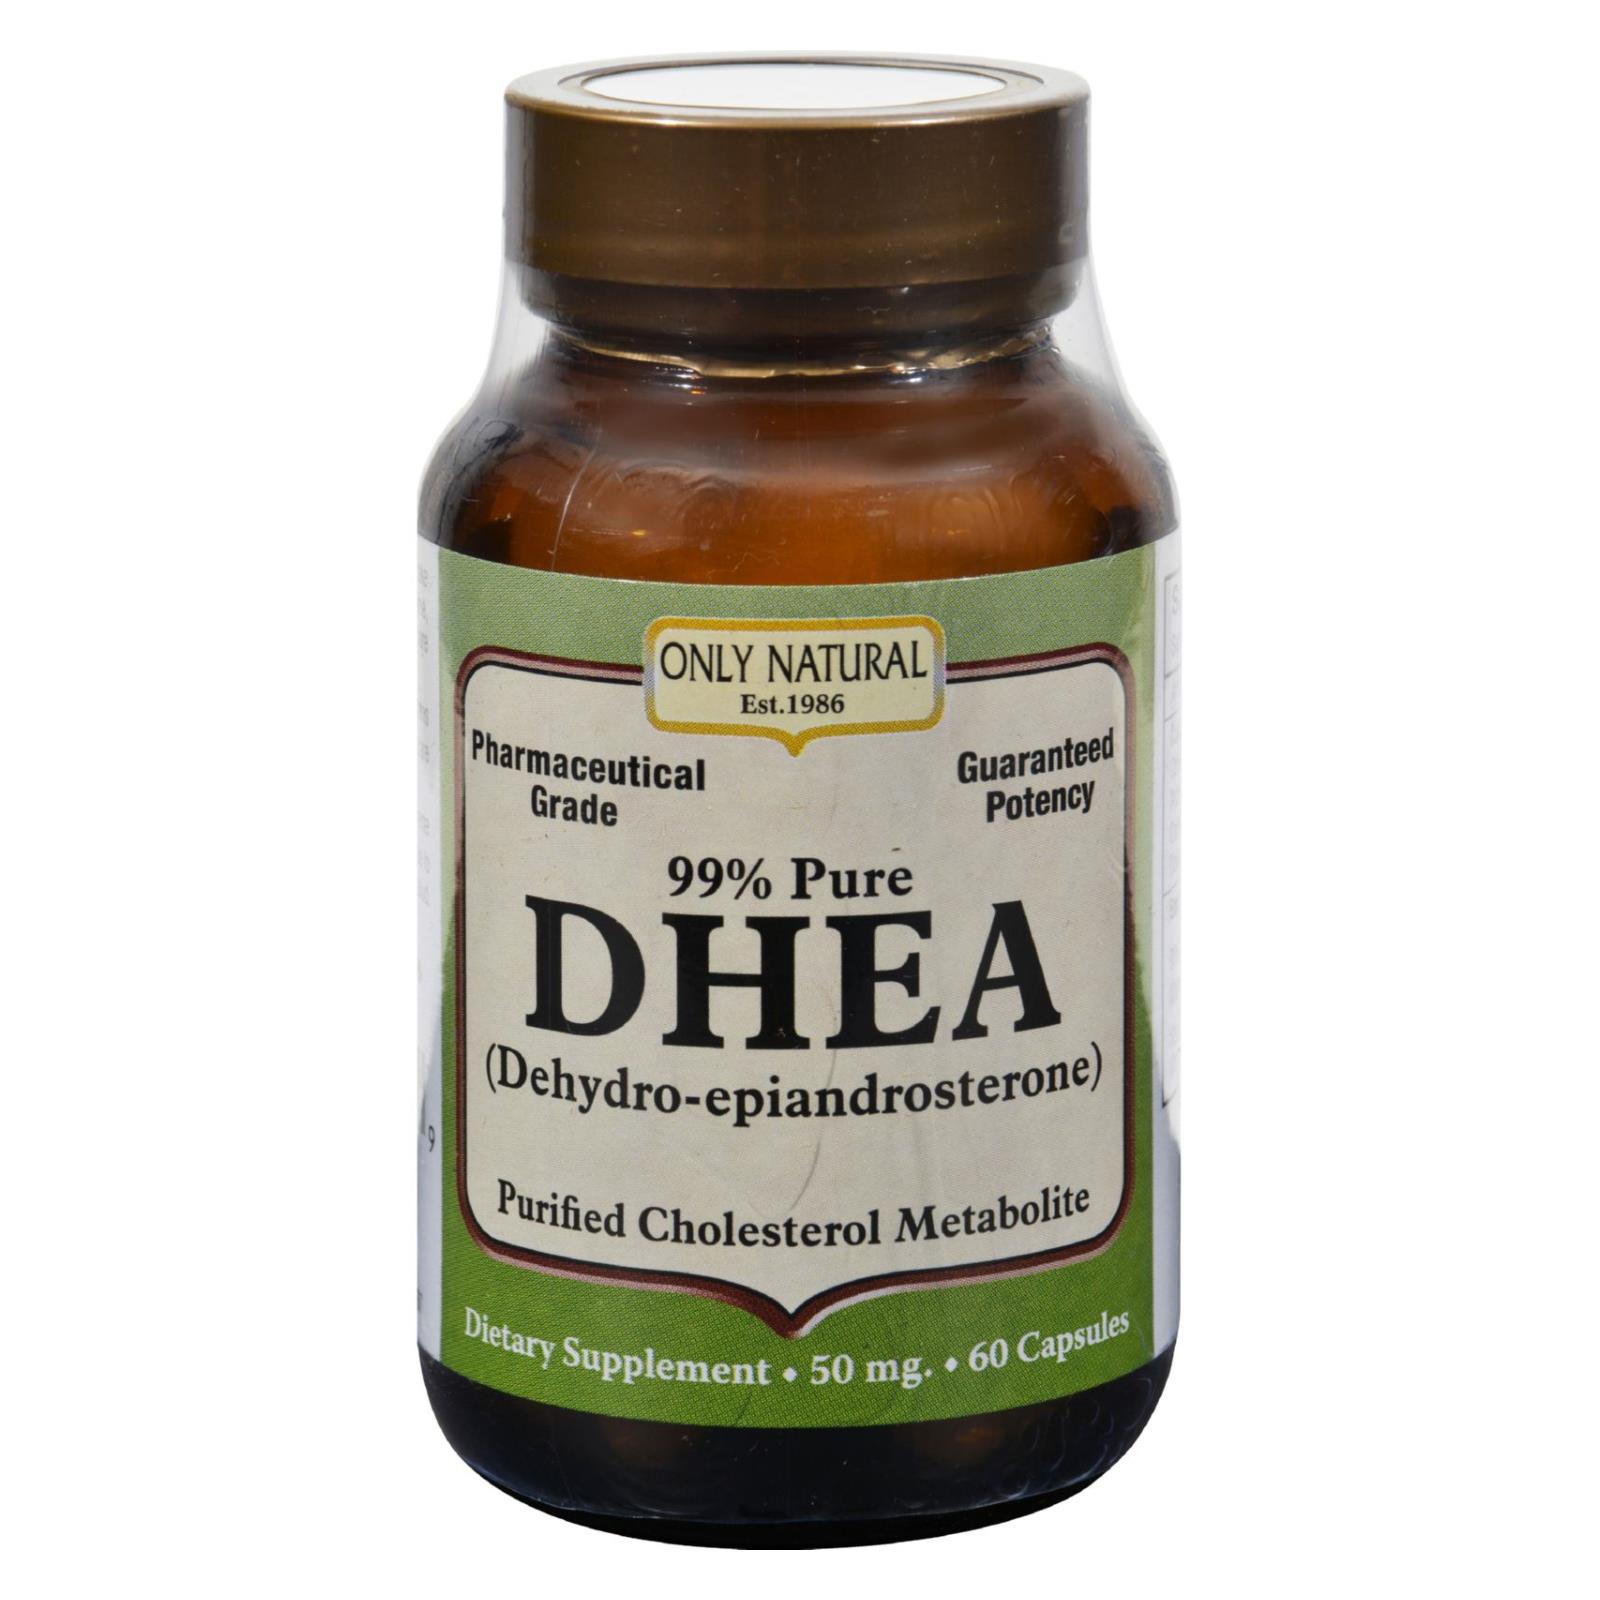 ONLY NATURAL
Est.1986
Pharmaceutical
Grade
Guaranteed
Potency
99% Pure
DHEA
(Dehydro-epiandrosterone)
Purified Cholesterol Metabolite
Dietary Supplement • 50 mg. • 60 Capsules